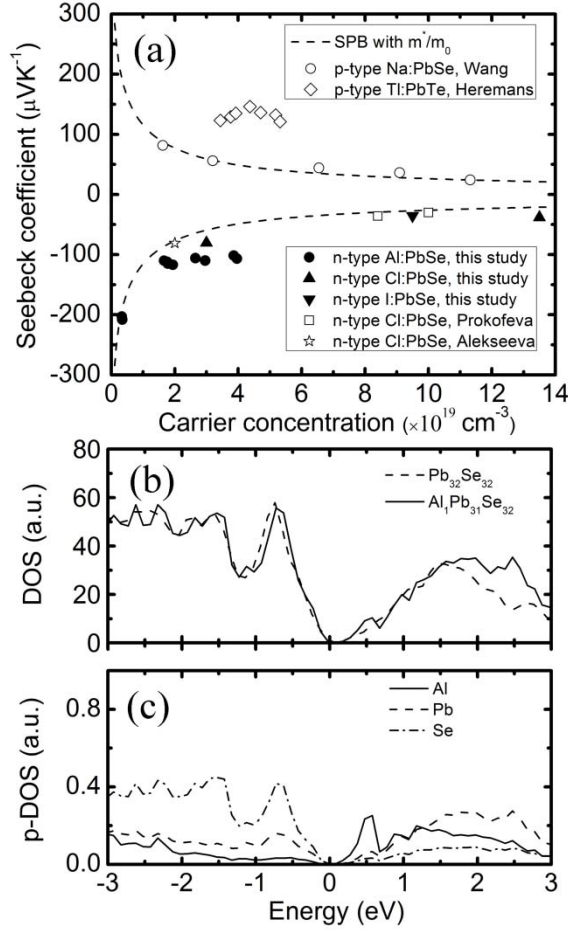 300
(a)
SPB with m*/m0
p-type Na:PbSe, Wang
p-type Tl:PbTe, Heremans
200
100
0
-100
-200
-300
Seebeck coefficient (μVK⁻¹)
n-type Al:PbSe, this study
n-type Cl:PbSe, this study
n-type I:PbSe, this study
n-type Cl:PbSe, Prokofeva
n-type Cl:PbSe, Alekseeva
0 2 4 6 8 10 12 14
Carrier concentration (×10¹⁹ cm⁻³)
80
(b)
Pb₃₂Se₃₂
Al₁Pb₃₁Se₃₂
60
40
20
0
DOS (a.u.)
(c)
Al
Pb
Se
0.8
0.4
0.0
p-DOS (a.u.)
-3 -2 -1 0 1 2 3
Energy (eV)